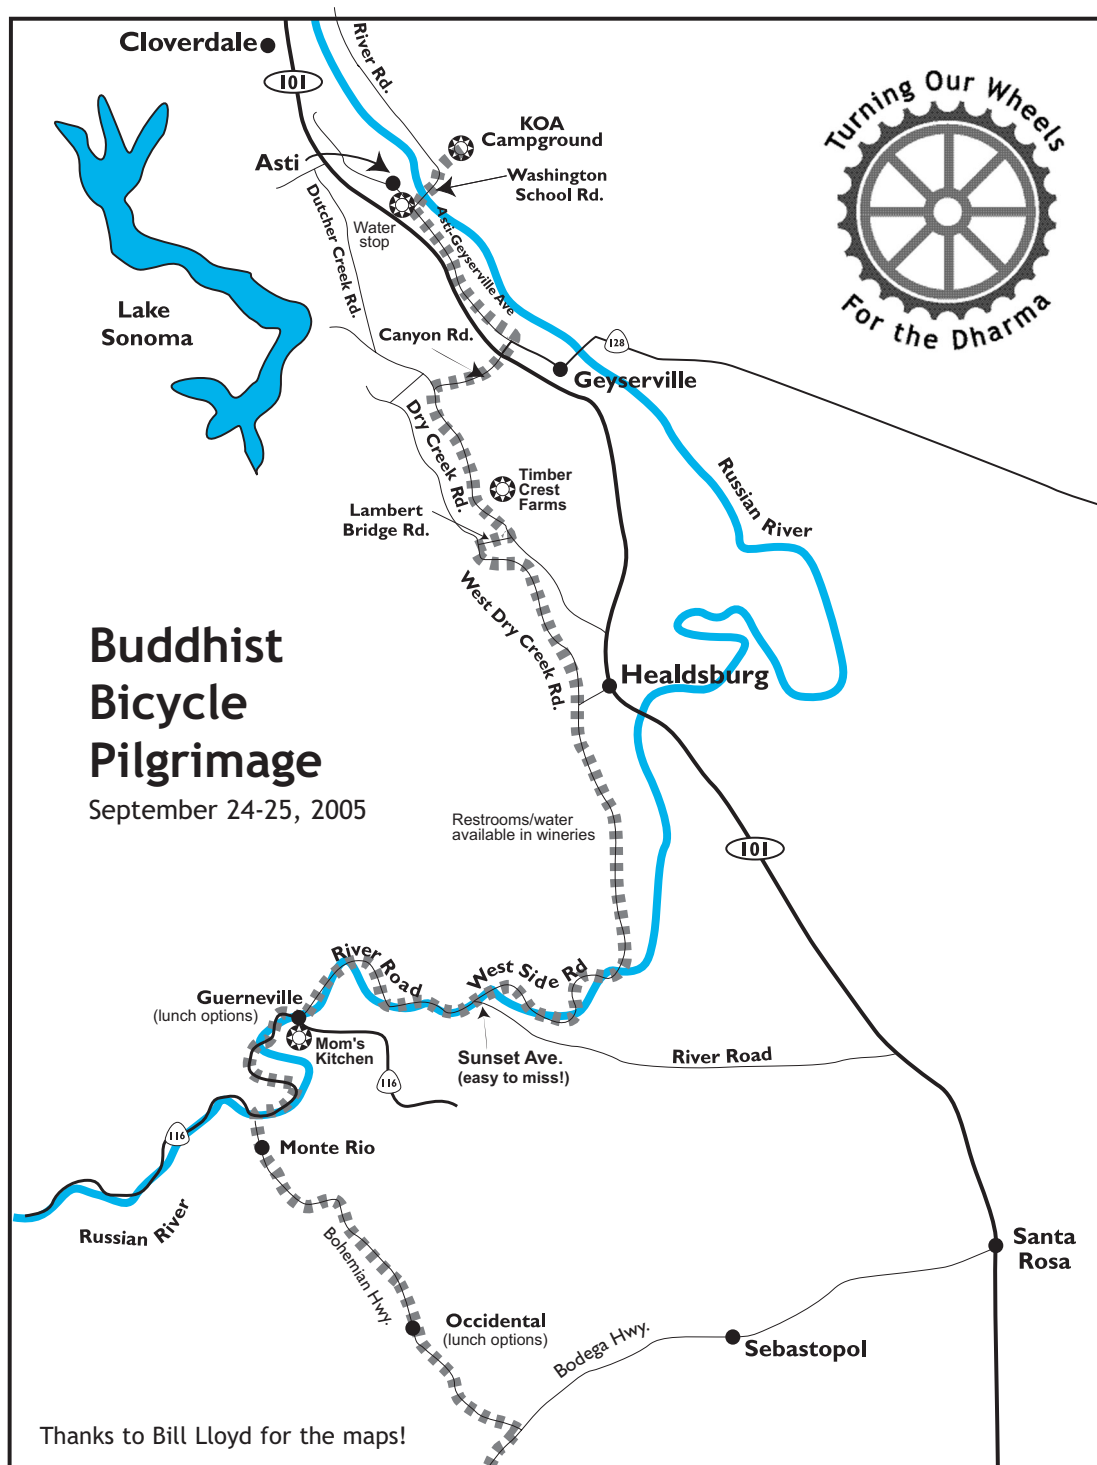 Cloverdale
101
River Rd.
KOA
Campground
Turning Our Wheels
For the Dharma
Asti
Washington
School Rd.
Dutcher Creek Rd.
Water
stop
Asti-Geyserville Ave
Lake
Sonoma
Canyon Rd.
128
Geyserville
Dry Creek Rd.
Timber
Crest
Farms
Russian River
Lambert
Bridge Rd.
West Dry Creek Rd.
Buddhist
Bicycle
Pilgrimage
September 24-25, 2005
Healdsburg
Restrooms/water
available in wineries
101
River Road
West Side Rd
Guerneville
(lunch options)
Mom's
Kitchen
Sunset Ave.
(easy to miss!)
River Road
116
116
Monte Rio
Russian River
Bohemian Hwy.
Santa
Rosa
Occidental
(lunch options)
Bodega Hwy.
Sebastopol
Thanks to Bill Lloyd for the maps!